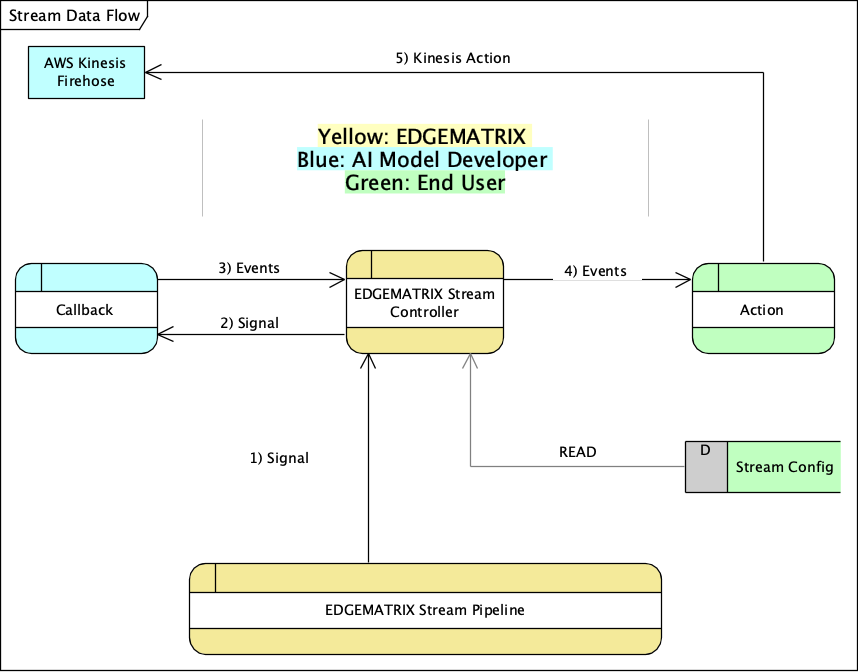 Stream Data Flow
AWS Kinesis
Firehose
5) Kinesis Action
Yellow: EDGEMATRIX
Blue: AI Model Developer
Green: End User
3) Events
4) Events
Callback
EDGEMATRIX Stream
Controller
Action
2) Signal
1) Signal
READ
D
Stream Config
EDGEMATRIX Stream Pipeline